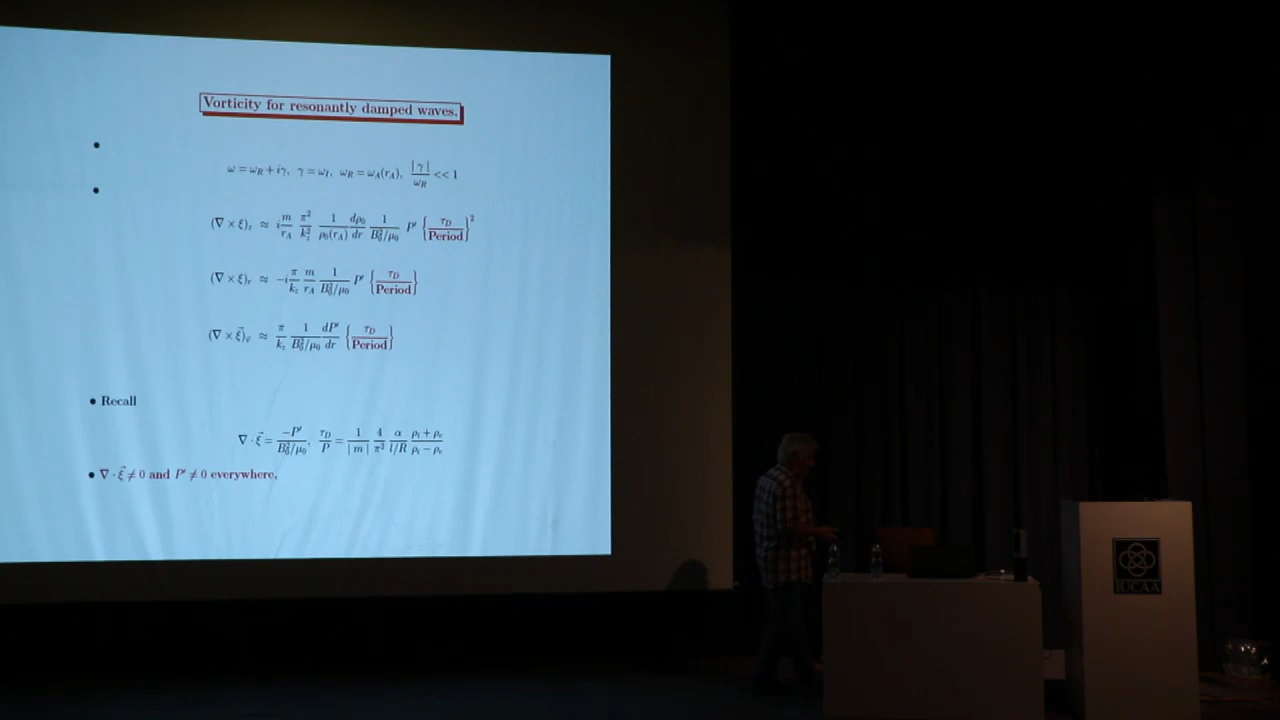 Vorticity for resonantly damped waves.
•
ω = ω_R + iγ, γ = ω_I, ω_R = ω_A(r_A), |γ|/ω_R << 1
•
(∇ × ξ)_z ≈ i m/r_A π²/k_z² 1/ρ₀(r_A) dρ₀/dr 1/(B₀²/μ₀) P′ {τ_D/Period}²
(∇ × ξ)_r ≈ −i π/k_z m/r_A 1/(B₀²/μ₀) P′ {τ_D/Period}
(∇ × ξ⃗)_φ ≈ π/k_z 1/(B₀²/μ₀) dP′/dr {τ_D/Period}
• Recall
∇ · ξ⃗ = −P′/(B₀²/μ₀), τ_D/P = 1/|m| 4/π² α/(l/R) (ρ_i + ρ_e)/(ρ_i − ρ_e)
• ∇ · ξ⃗ ≠ 0 and P′ ≠ 0 everywhere,
IUCAA